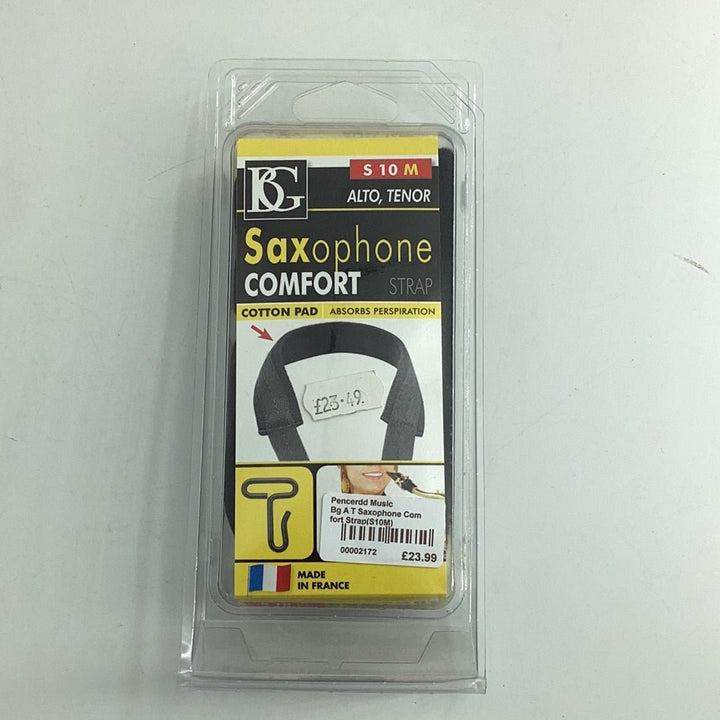 BG
S 10 M
ALTO, TENOR
Saxophone
COMFORT STRAP
COTTON PAD ABSORBS PERSPIRATION
£23.49.
Pencerdd Music
Bg A T Saxophone Com
fort Strap(S10M)
00002172 £23.99
MADE
IN FRANCE